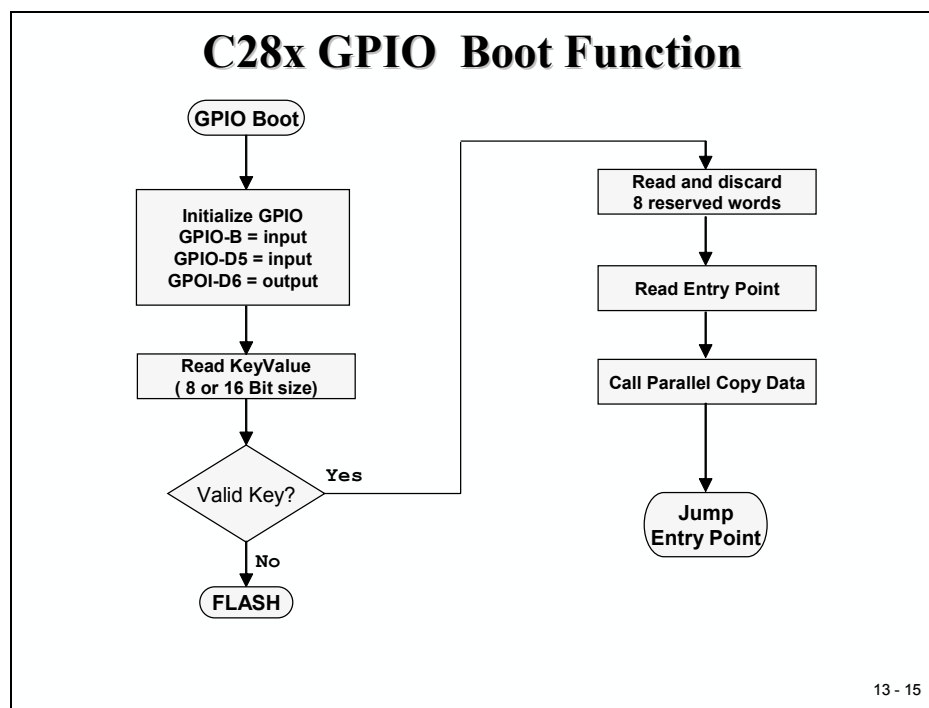 C28x GPIO Boot Function
GPIO Boot
Initialize GPIO
GPIO-B = input
GPIO-D5 = input
GPOI-D6 = output
Read KeyValue
( 8 or 16 Bit size)
Valid Key?
Yes
No
FLASH
Read and discard
8 reserved words
Read Entry Point
Call Parallel Copy Data
Jump
Entry Point
13 - 15